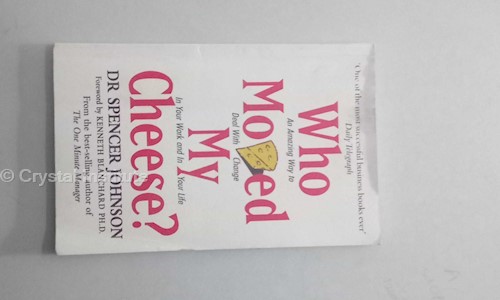 'One of the most successful business books ever'
Daily Telegraph
Who
An Amazing Way to
Moved
Deal With Change
My
In Your Work and In Your Life
Cheese?
DR SPENCER JOHNSON
Foreword by KENNETH BLANCHARD PH.D.
From the best-selling author of
The One Minute Manager
© Crystal